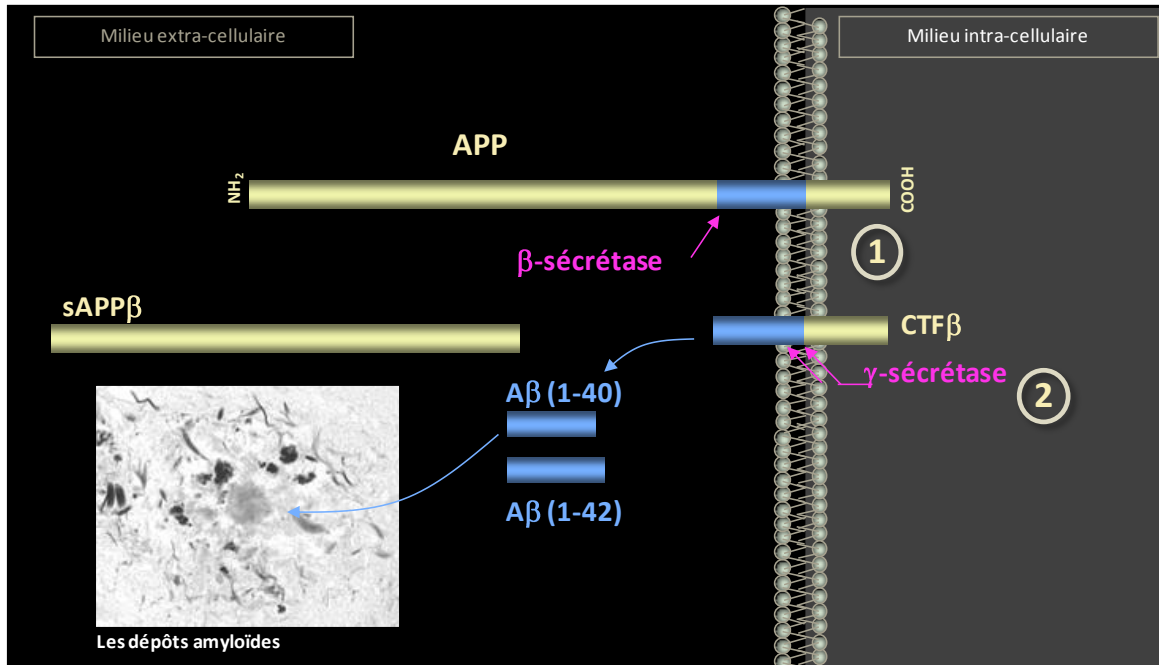 Milieu extra-cellulaire
Milieu intra-cellulaire
APP
NH₂
COOH
β-sécrétase
1
sAPPβ
CTFβ
γ-sécrétase
2
Aβ (1-40)
Aβ (1-42)
Les dépôts amyloïdes